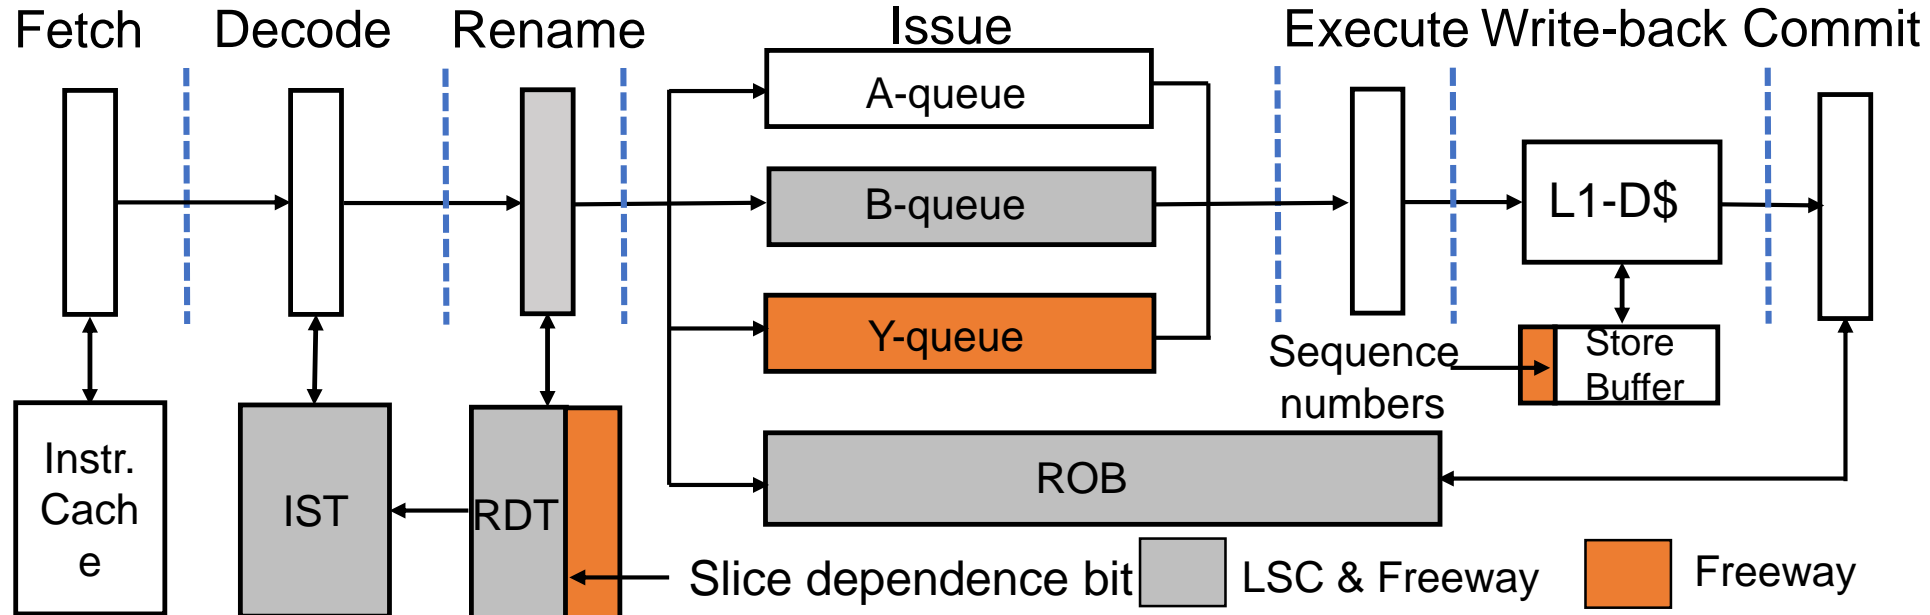 Fetch
Decode
Rename
Issue
Execute
Write-back
Commit
A-queue
B-queue
L1-D$
Y-queue
Sequence
numbers
Store
Buffer
Instr.
Cach
e
IST
RDT
ROB
Slice dependence bit
LSC & Freeway
Freeway